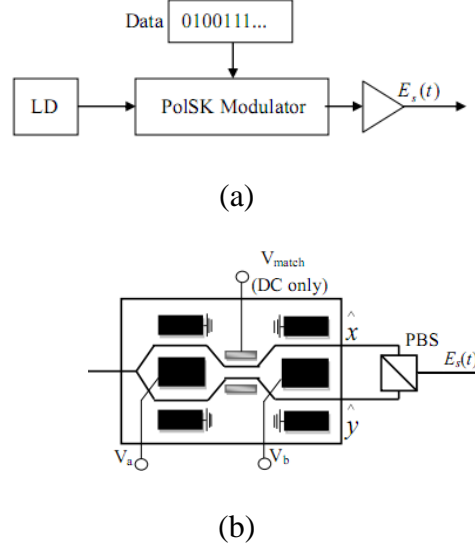 Data 0100111...
LD
PolSK Modulator
E_s(t)
(a)
V_match
(DC only)
^
x
PBS
E_s(t)
^
y
V_a
V_b
(b)